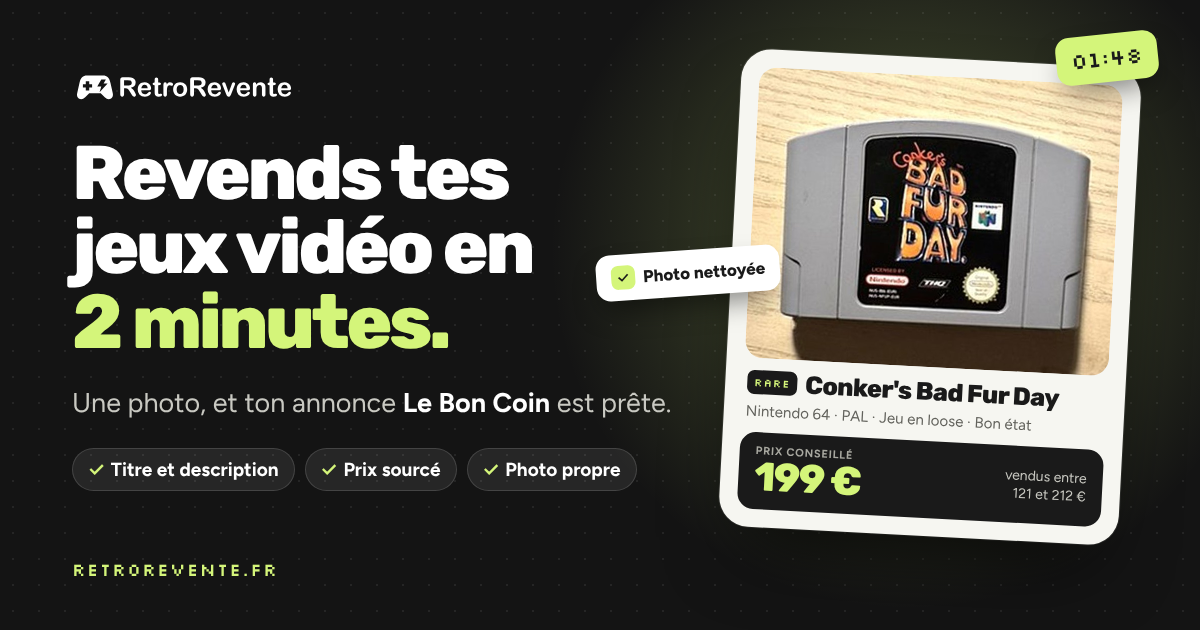 RetroRevente
Revends tes
jeux vidéo en
2 minutes.
Une photo, et ton annonce Le Bon Coin est prête.
Titre et description
Prix sourcé
Photo propre
RETROREVENTE.FR
01:48
Photo nettoyée
Conker's
BAD
FUR
DAY
LICENSED BY
Nintendo
THQ
RARE Conker's Bad Fur Day
Nintendo 64 · PAL · Jeu en loose · Bon état
PRIX CONSEILLÉ
199 €
vendus entre
121 et 212 €